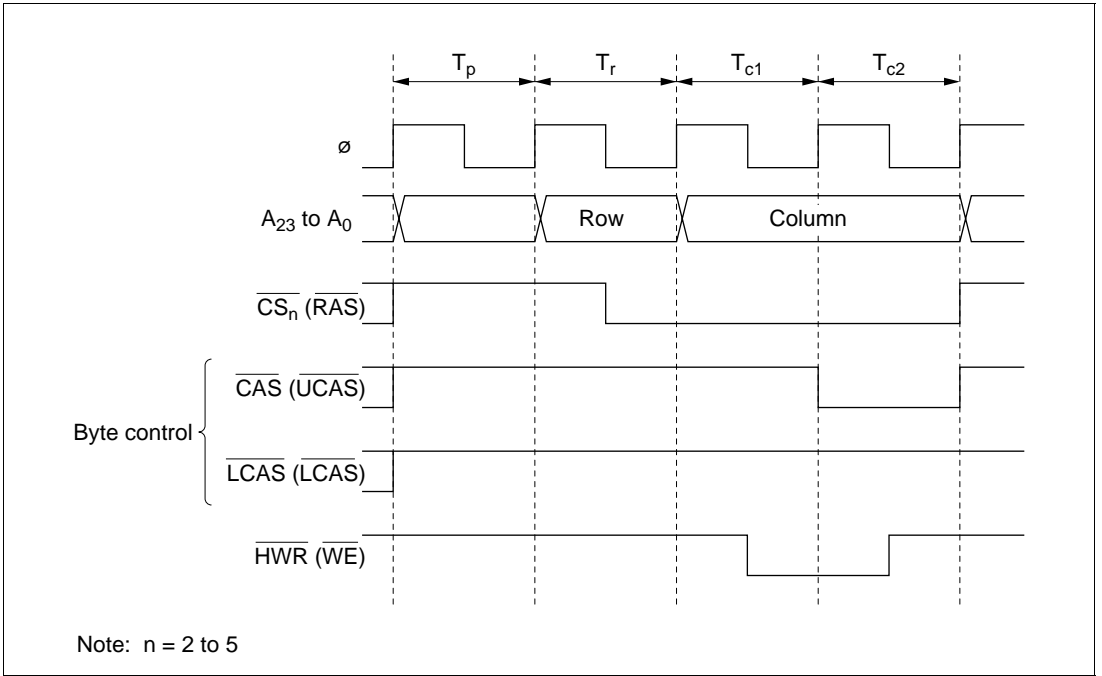 Tp Tr Tc1 Tc2
ø
A23 to A0 Row Column
CSn (RAS)
CAS (UCAS)
Byte control
LCAS (LCAS)
HWR (WE)
Note: n = 2 to 5